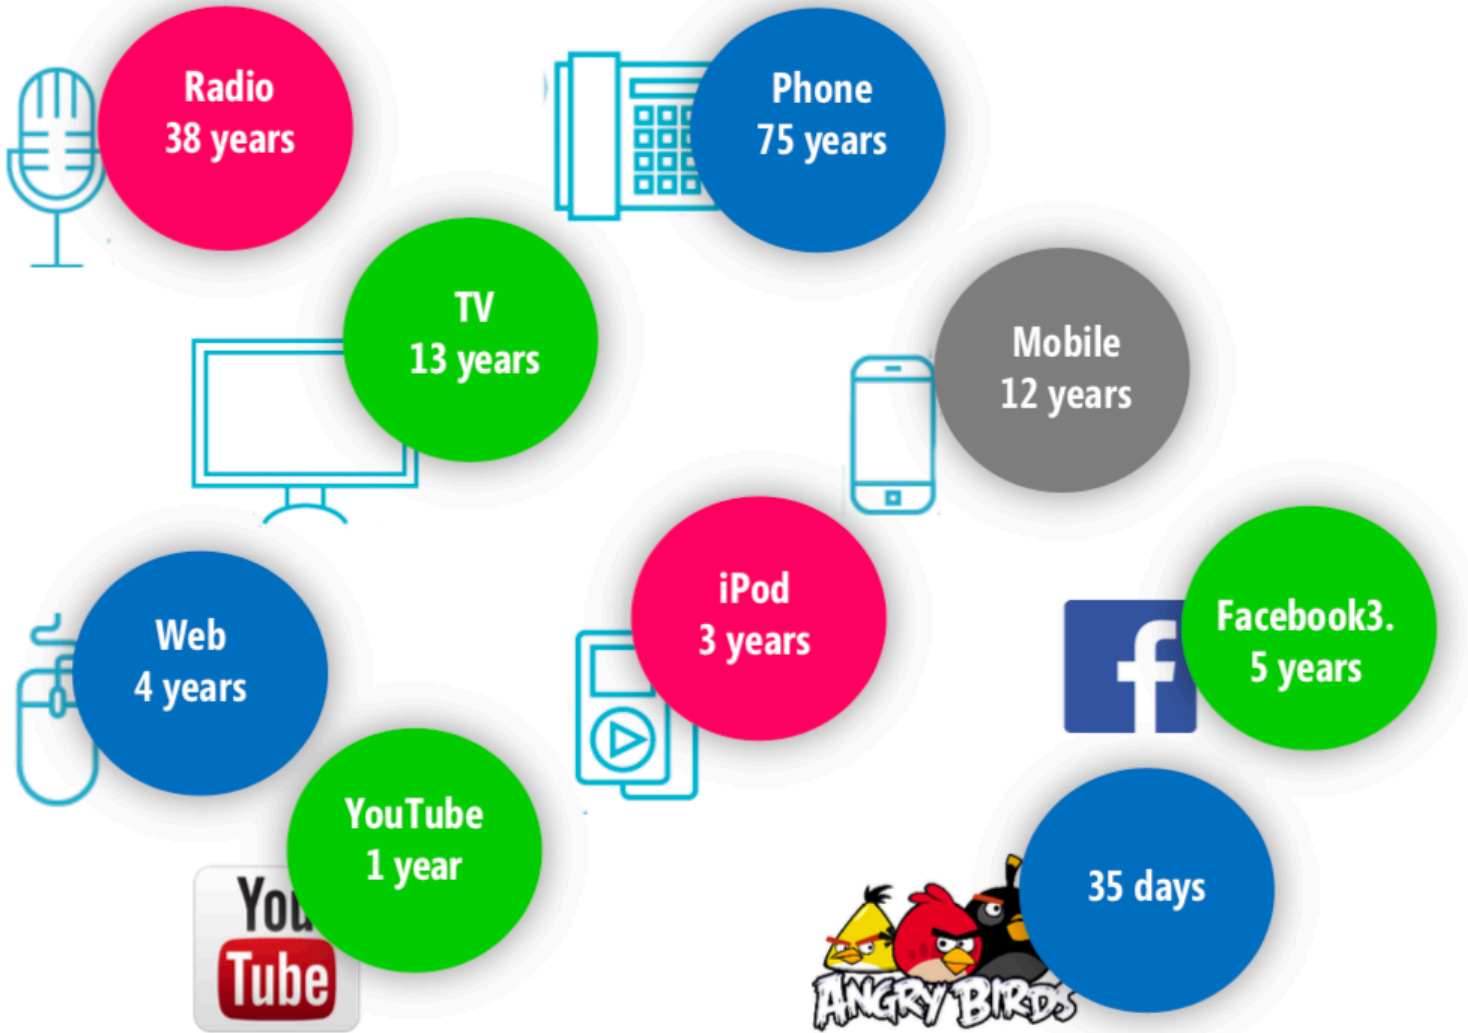 Radio
38 years
Phone
75 years
TV
13 years
Mobile
12 years
iPod
3 years
Facebook3.
5 years
Web
4 years
YouTube
1 year
You
Tube
35 days
ANGRY BIRDS